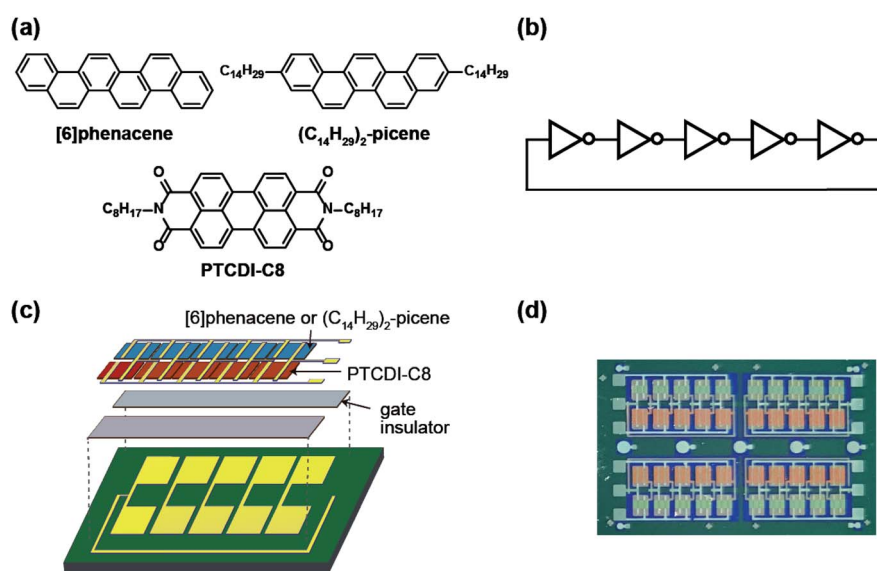 (a)
C₁₄H₂₉
C₁₄H₂₉
[6]phenacene
(C₁₄H₂₉)₂-picene
O
O
C₈H₁₇
N
N
C₈H₁₇
O
O
PTCDI-C8
(b)
(c)
[6]phenacene or (C₁₄H₂₉)₂-picene
PTCDI-C8
gate
insulator
(d)